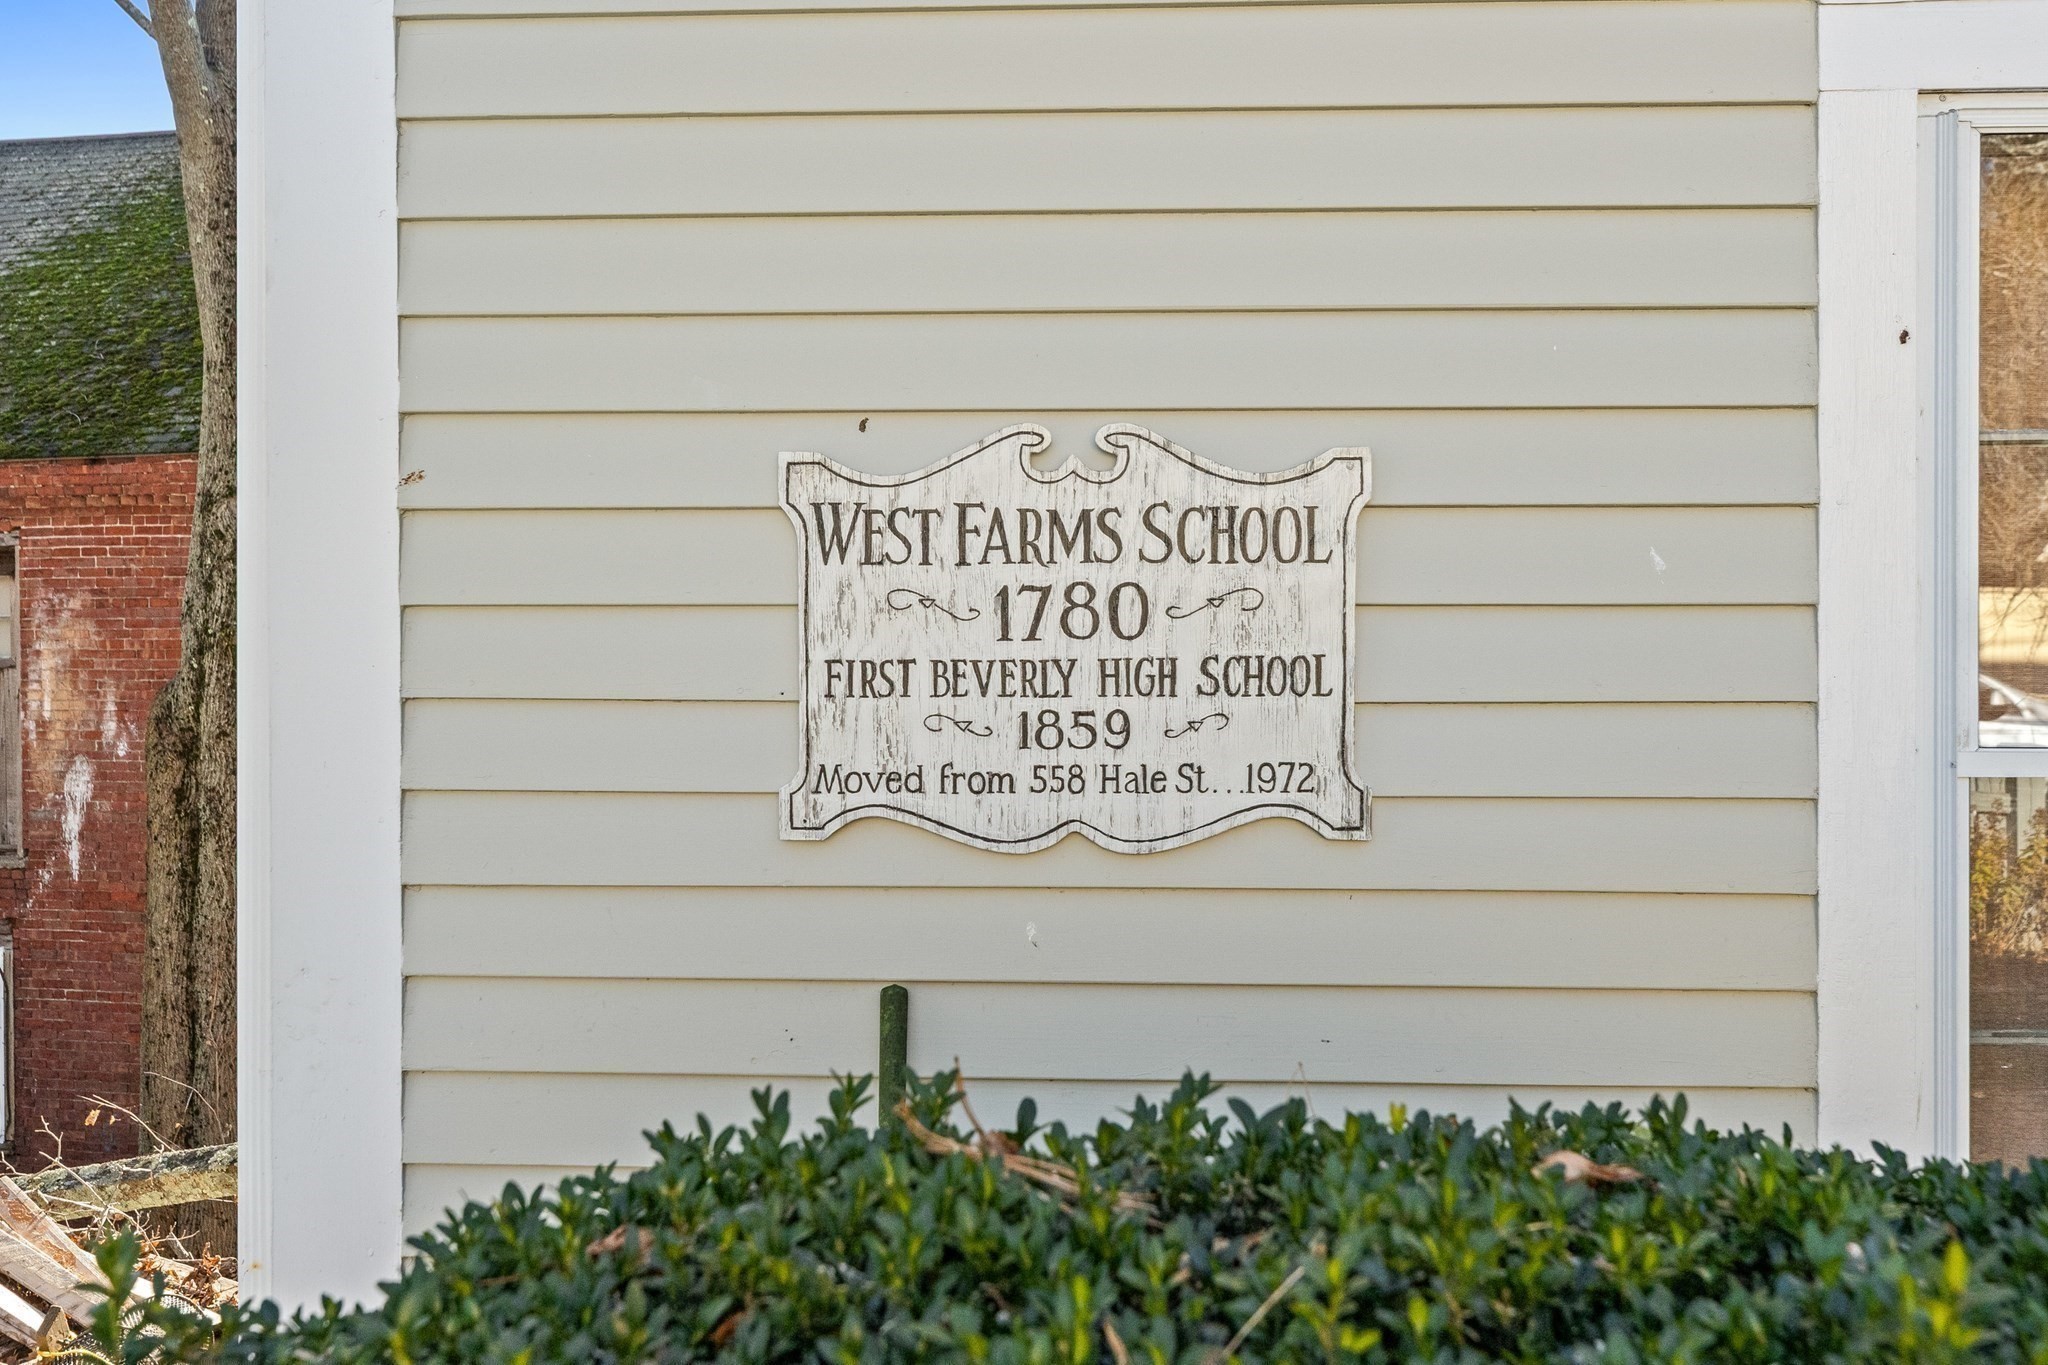 WEST FARMS SCHOOL
1780
FIRST BEVERLY HIGH SCHOOL
1859
Moved from 558 Hale St...1972